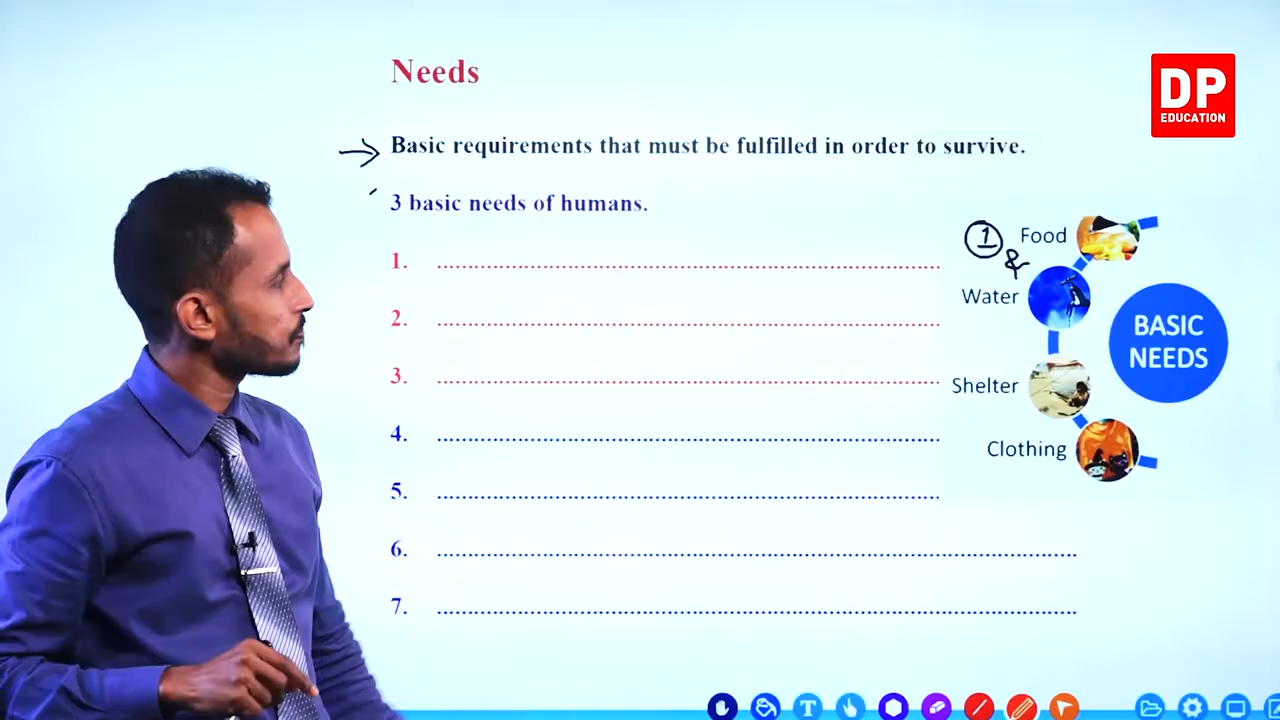 Needs
DP
EDUCATION
Basic requirements that must be fulfilled in order to survive.
3 basic needs of humans.
1. ........................................
2. ........................................
3. ........................................
4. ........................................
5. ........................................
6. ........................................
7. ........................................
1 Food
&
Water
Shelter
Clothing
BASIC
NEEDS
T